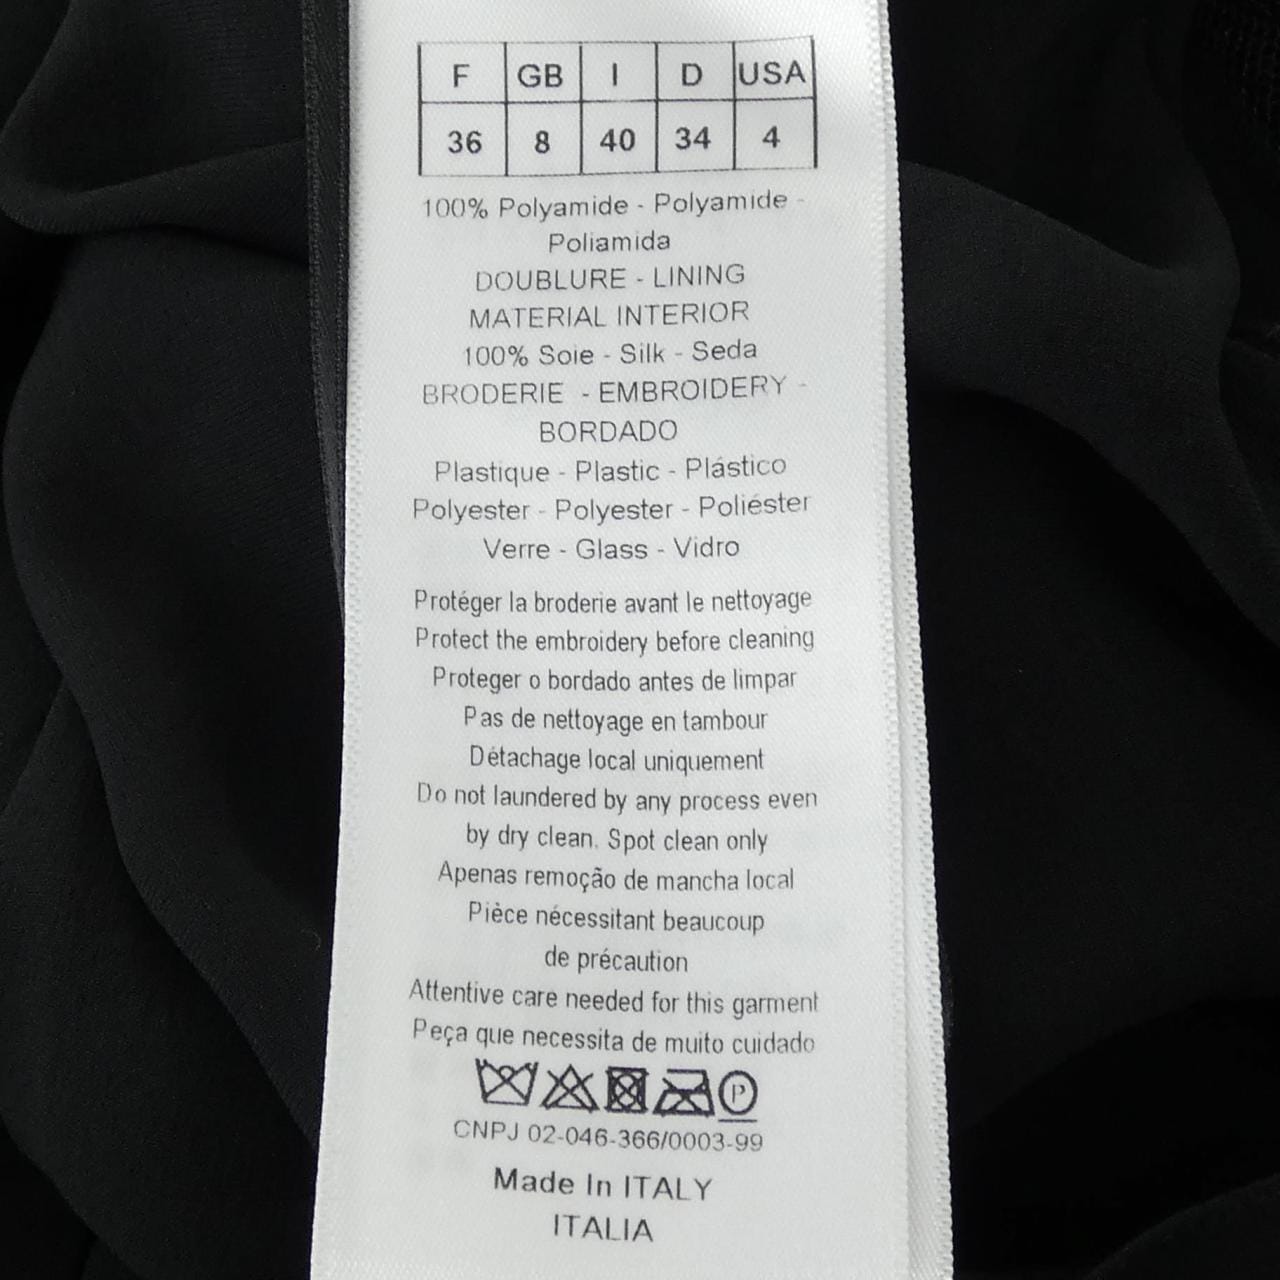 F GB I D USA
36 8 40 34 4
100% Polyamide - Polyamide -
Poliamida
DOUBLURE - LINING
MATERIAL INTERIOR
100% Soie - Silk - Seda
BRODERIE - EMBROIDERY -
BORDADO
Plastique - Plastic - Plástico
Polyester - Polyester - Poliéster
Verre - Glass - Vidro
Protéger la broderie avant le nettoyage
Protect the embroidery before cleaning
Proteger o bordado antes de limpar
Pas de nettoyage en tambour
Détachage local uniquement
Do not laundered by any process even
by dry clean. Spot clean only
Apenas remoção de mancha local
Pièce nécessitant beaucoup
de précaution
Attentive care needed for this garment
Peça que necessita de muito cuidado
P
CNPJ 02-046-366/0003-99
Made In ITALY
ITALIA